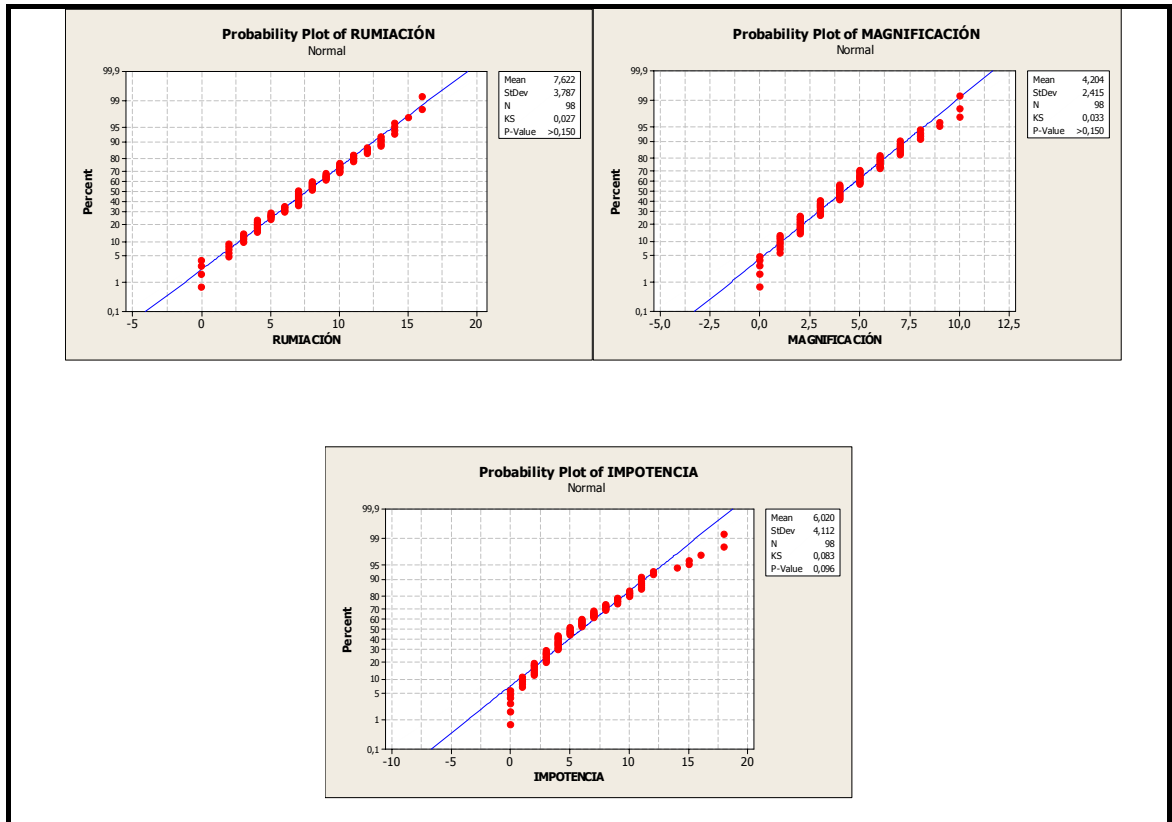 Probability Plot of RUMIACIÓN
Normal
Mean 7,622
StDev 3,787
N 98
KS 0,027
P-Value >0,150
Percent
99,9
99
95
90
80
70
60
50
40
30
20
10
5
1
0,1
-5 0 5 10 15 20
RUMIACIÓN
Probability Plot of MAGNIFICACIÓN
Normal
Mean 4,204
StDev 2,415
N 98
KS 0,033
P-Value >0,150
Percent
99,9
99
95
90
80
70
60
50
40
30
20
10
5
1
0,1
-5,0 -2,5 0,0 2,5 5,0 7,5 10,0 12,5
MAGNIFICACIÓN
Probability Plot of IMPOTENCIA
Normal
Mean 6,020
StDev 4,112
N 98
KS 0,083
P-Value 0,096
Percent
99,9
99
95
90
80
70
60
50
40
30
20
10
5
1
0,1
-10 -5 0 5 10 15 20
IMPOTENCIA